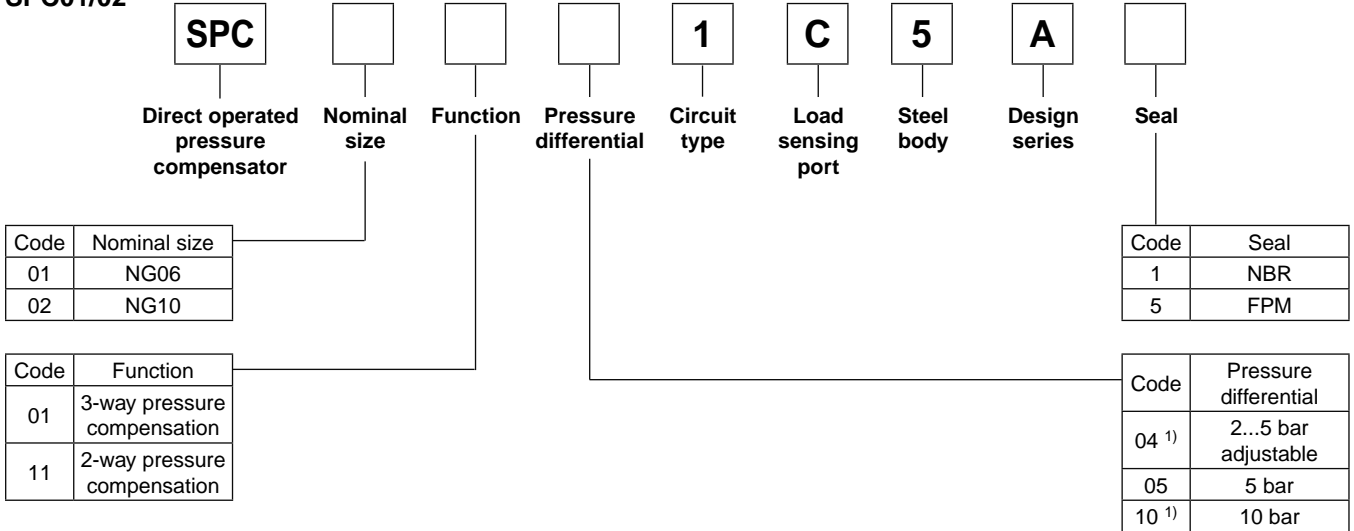 SPC01/02
SPC 1 C 5 A
Direct operated pressure compensator
Nominal size
Function
Pressure differential
Circuit type
Load sensing port
Steel body
Design series
Seal
Code Nominal size
01 NG06
02 NG10
Code Function
01 3-way pressure compensation
11 2-way pressure compensation
Code Seal
1 NBR
5 FPM
Code Pressure differential
04 1) 2...5 bar adjustable
05 5 bar
10 1) 10 bar